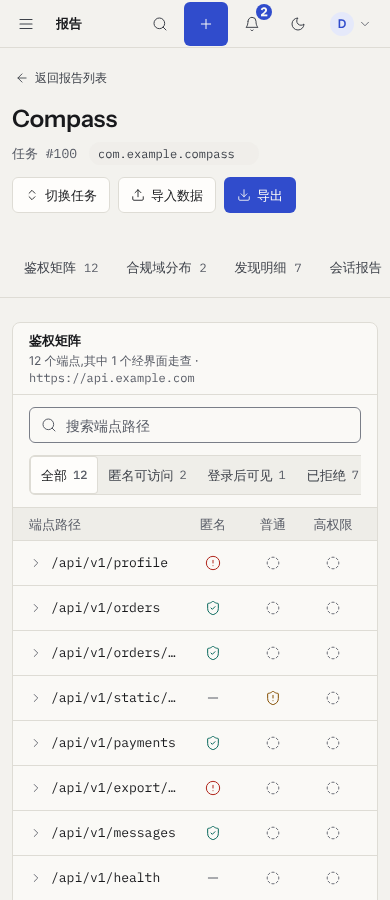 报告
2
D
返回报告列表
Compass
任务 #100 com.example.compass
切换任务 导入数据 导出
鉴权矩阵 12 合规域分布 2 发现明细 7 会话报告
鉴权矩阵
12 个端点,其中 1 个经界面走查 ·
https://api.example.com
搜索端点路径
全部 12 匿名可访问 2 登录后可见 1 已拒绝 7
端点路径 匿名 普通 高权限
/api/v1/profile
/api/v1/orders
/api/v1/orders/…
/api/v1/static/…
/api/v1/payments
/api/v1/export/…
/api/v1/messages
/api/v1/health